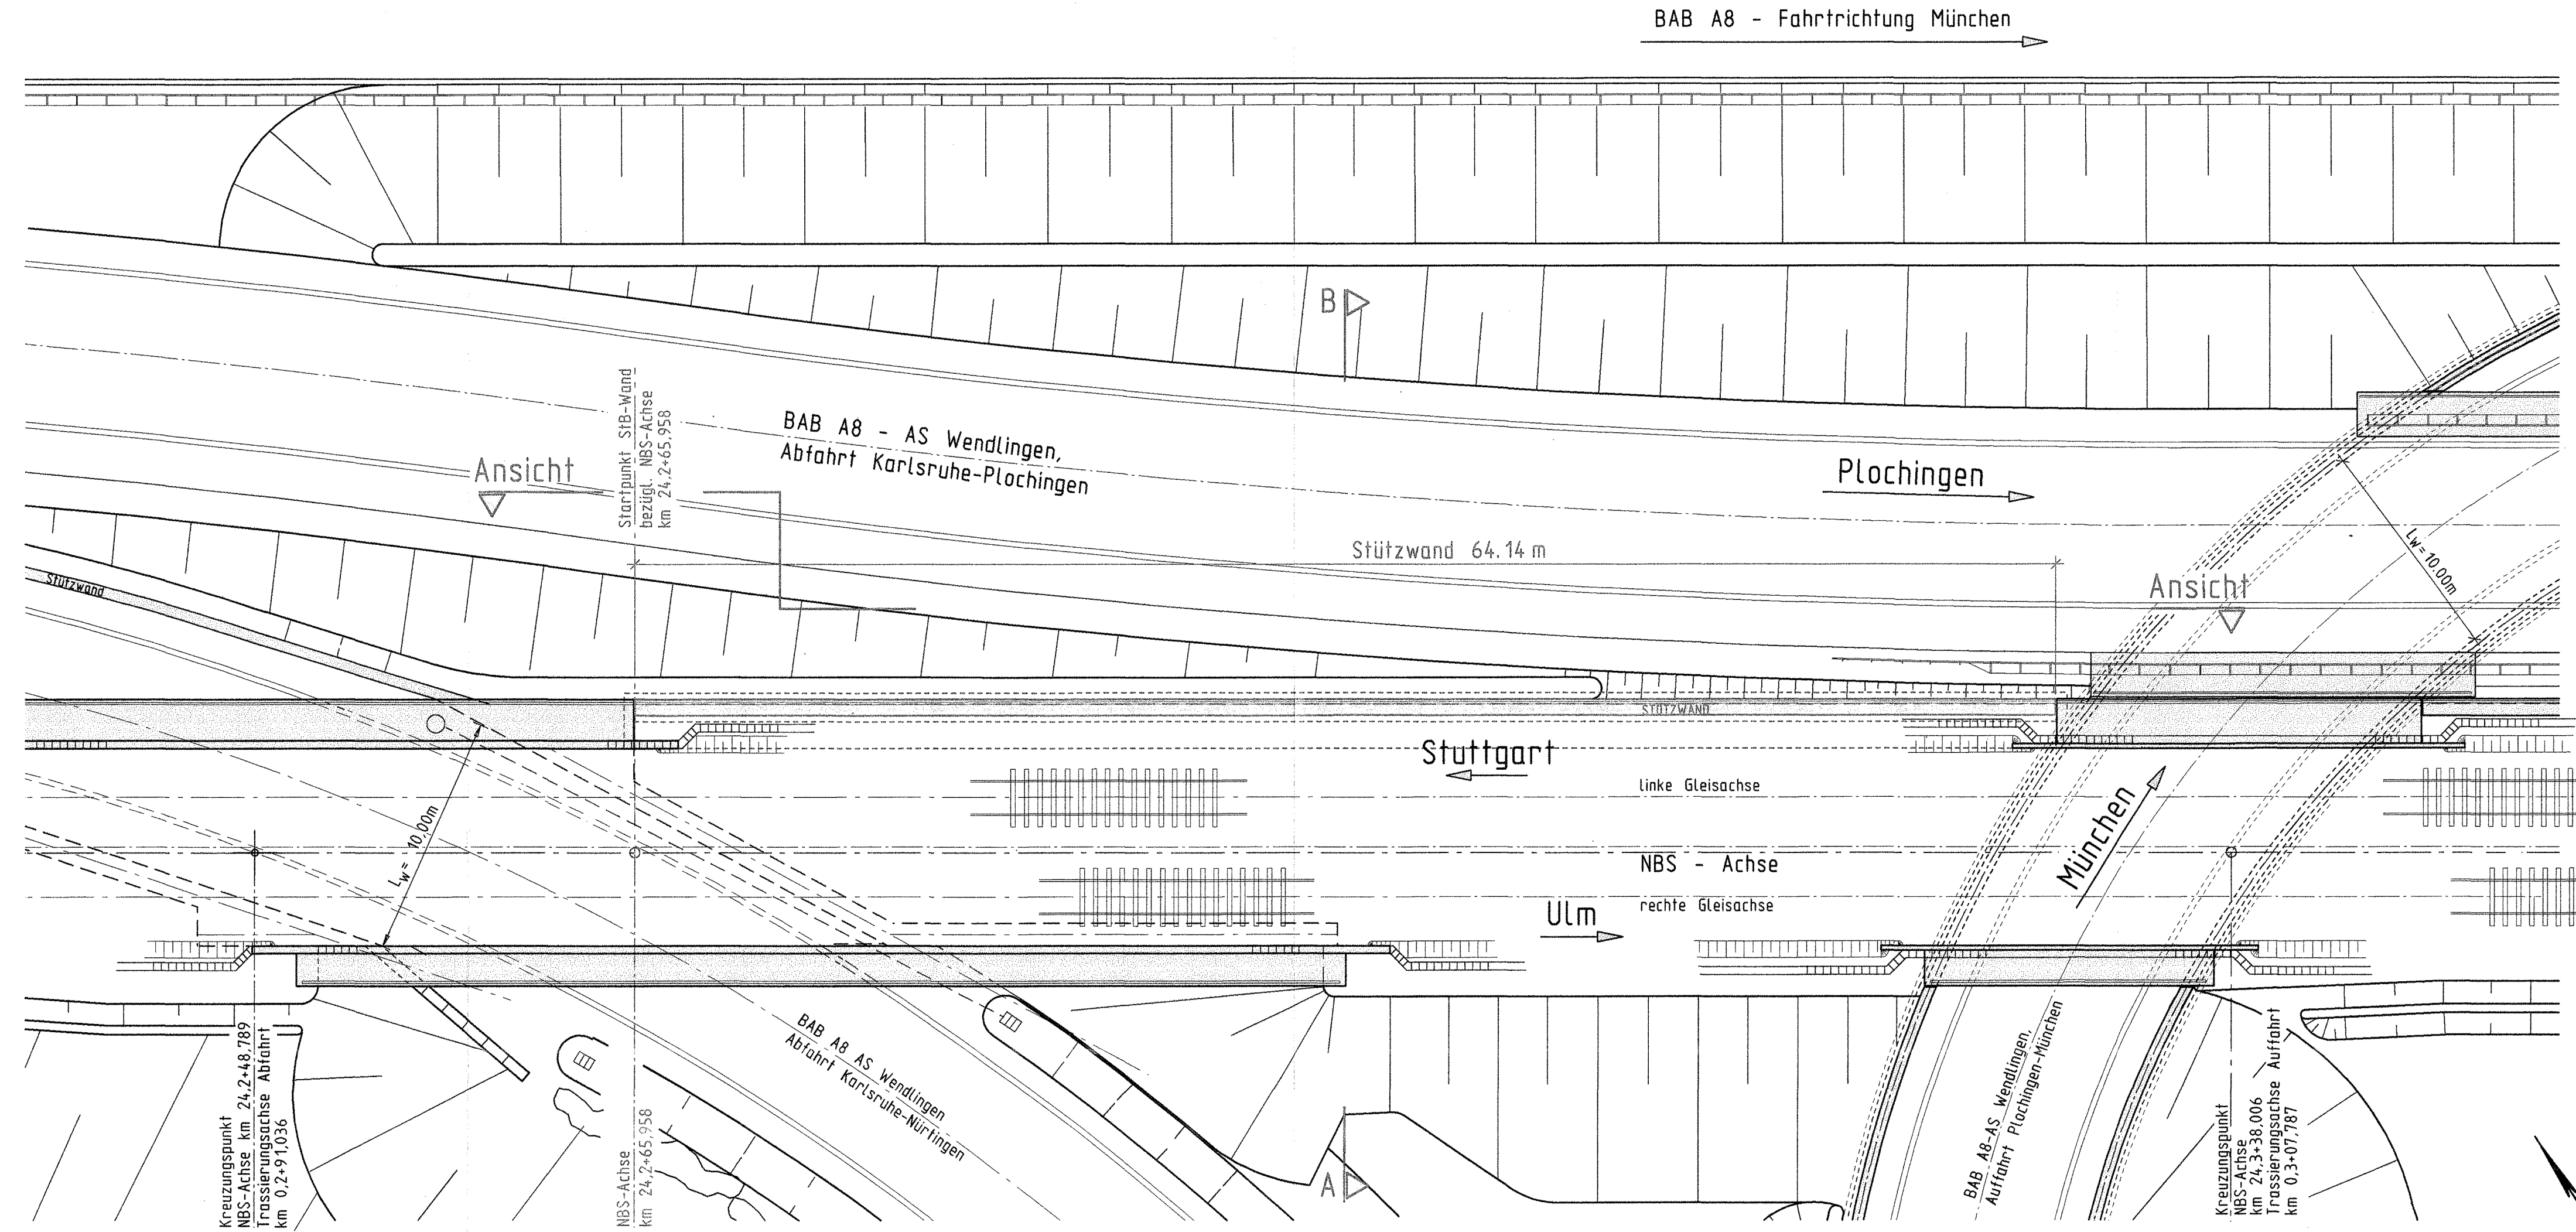 BAB A8 - Fahrtrichtung München
B
Startpunkt StB-Wand
bezügl. NBS-Achse
km 24,2+65,958
BAB A8 - AS Wendlingen,
Abfahrt Karlsruhe-Plochingen
Ansicht
Plochingen
Stützwand 64.14 m
Lw= 10.00m
Ansicht
Stützwand
STÜTZWAND
Stuttgart
linke Gleisachse
Lw= 10,00m
München
NBS - Achse
rechte Gleisachse
Ulm
Kreuzungspunkt
NBS-Achse km 24,2+48,789
Trassierungsachse Abfahrt
km 0,2+91,036
NBS-Achse
km 24,2+65,958
BAB A8 AS Wendlingen
Abfahrt Karlsruhe-Nürtingen
A
BAB A8-AS Wendlingen,
Auffahrt Plochingen-München
Kreuzungspunkt
NBS-Achse
km 24,3+38,006
Trassierungsachse Auffahrt
km 0,3+07,787